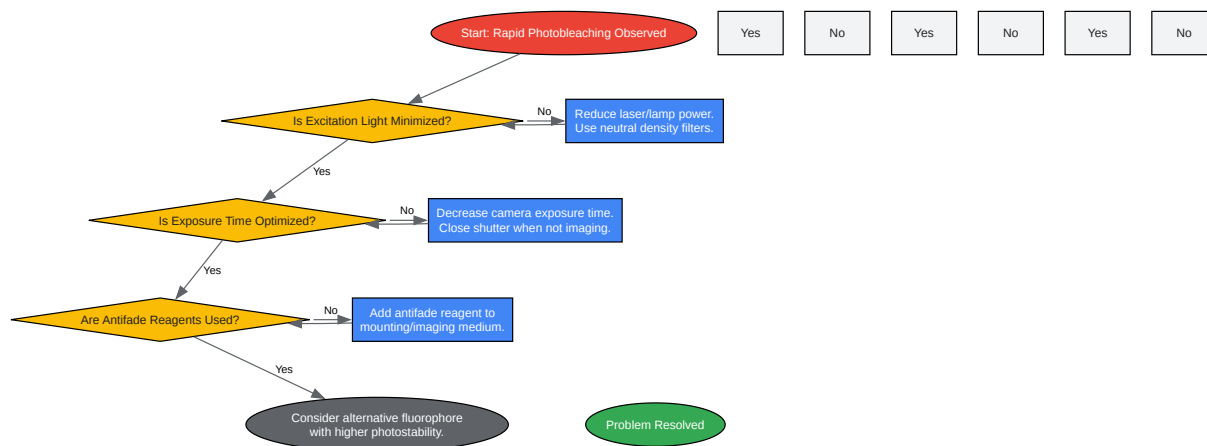 Start: Rapid Photobleaching Observed
Yes
No
Yes
No
Yes
No
Is Excitation Light Minimized?
No
Reduce laser/lamp power.
Use neutral density filters.
Yes
Is Exposure Time Optimized?
No
Decrease camera exposure time.
Close shutter when not imaging.
Yes
Are Antifade Reagents Used?
No
Add antifade reagent to
mounting/imaging medium.
Yes
Consider alternative fluorophore
with higher photostability.
Problem Resolved